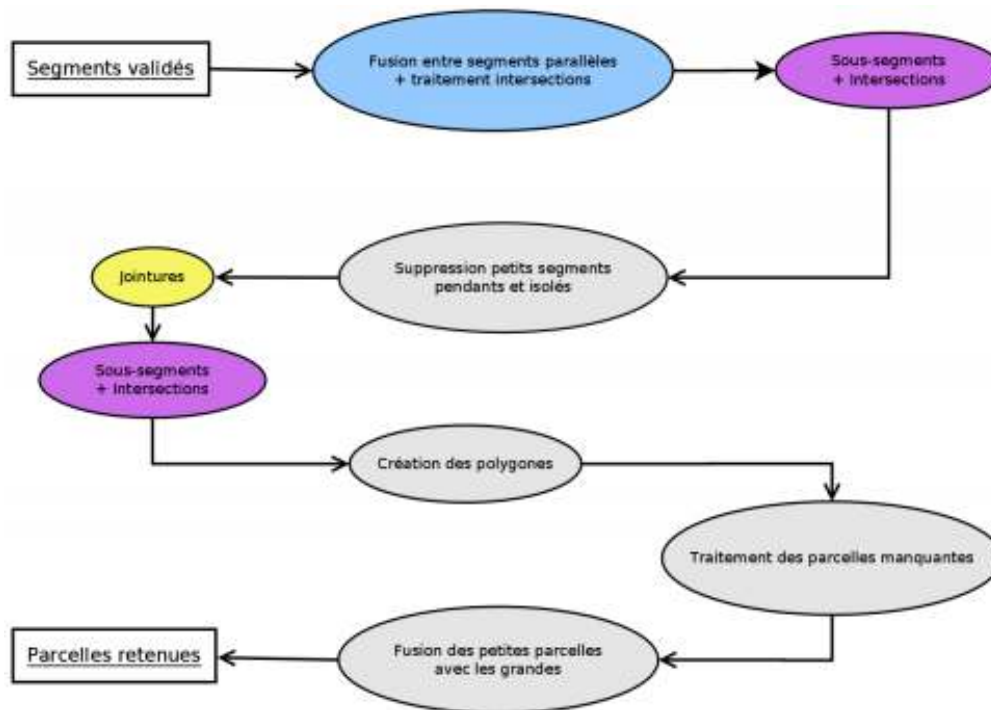 Segments validés
Fusion entre segments parallèles
+ traitement intersections
Sous-segments
+ Intersections
Suppression petits segments
pendants et isolés
Jointures
Sous-segments
+ Intersections
Création des polygones
Traitement des parcelles manquantes
Fusion des petites parcelles
avec les grandes
Parcelles retenues